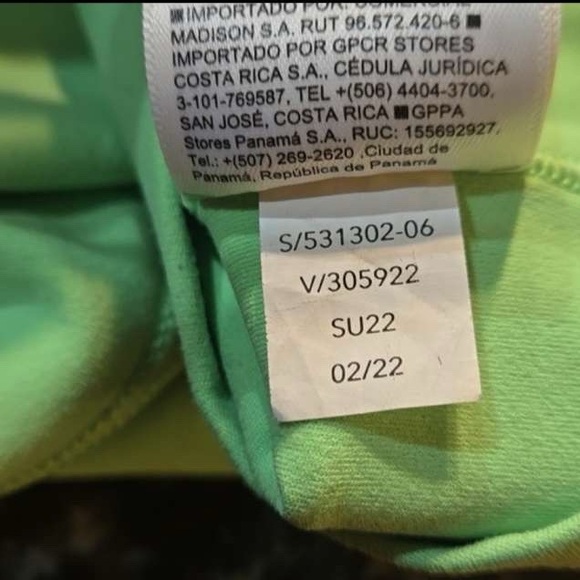 IMPORTADO POR: COMERCIAL
MADISON S.A. RUT 96.572.420-6 ■
IMPORTADO POR GPCR STORES
COSTA RICA S.A., CÉDULA JURÍDICA
3-101-769587, TEL +(506) 4404-3700,
SAN JOSÉ, COSTA RICA ■ GPPA
Stores Panamá S.A., RUC: 155692927,
Tel.: +(507) 269-2620 ,Ciudad de
Panamá, República de Panamá
S/531302-06
V/305922
SU22
02/22